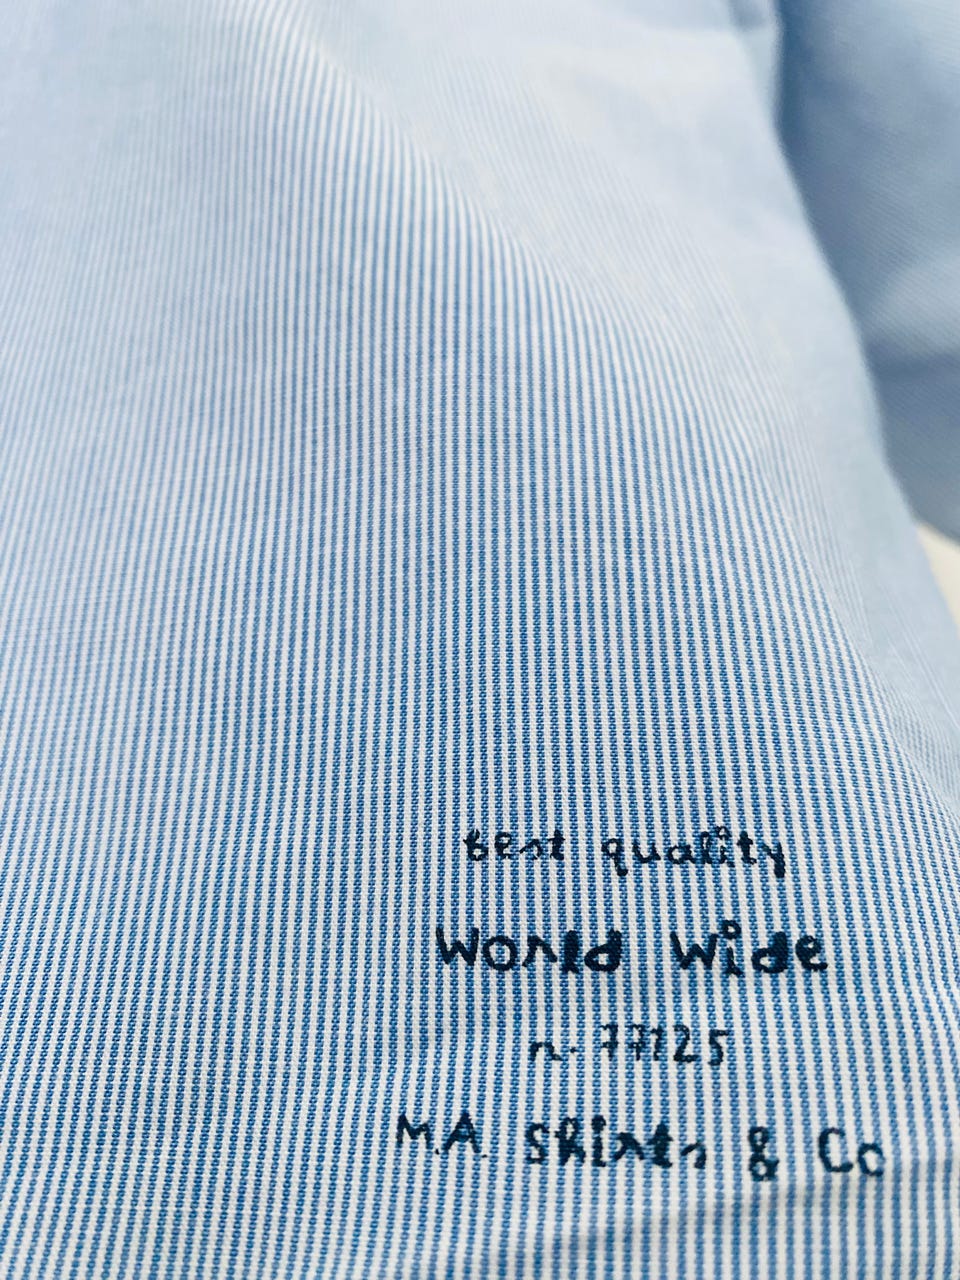 best quality
World Wide
n. 77125
M.A. Shirts & Co